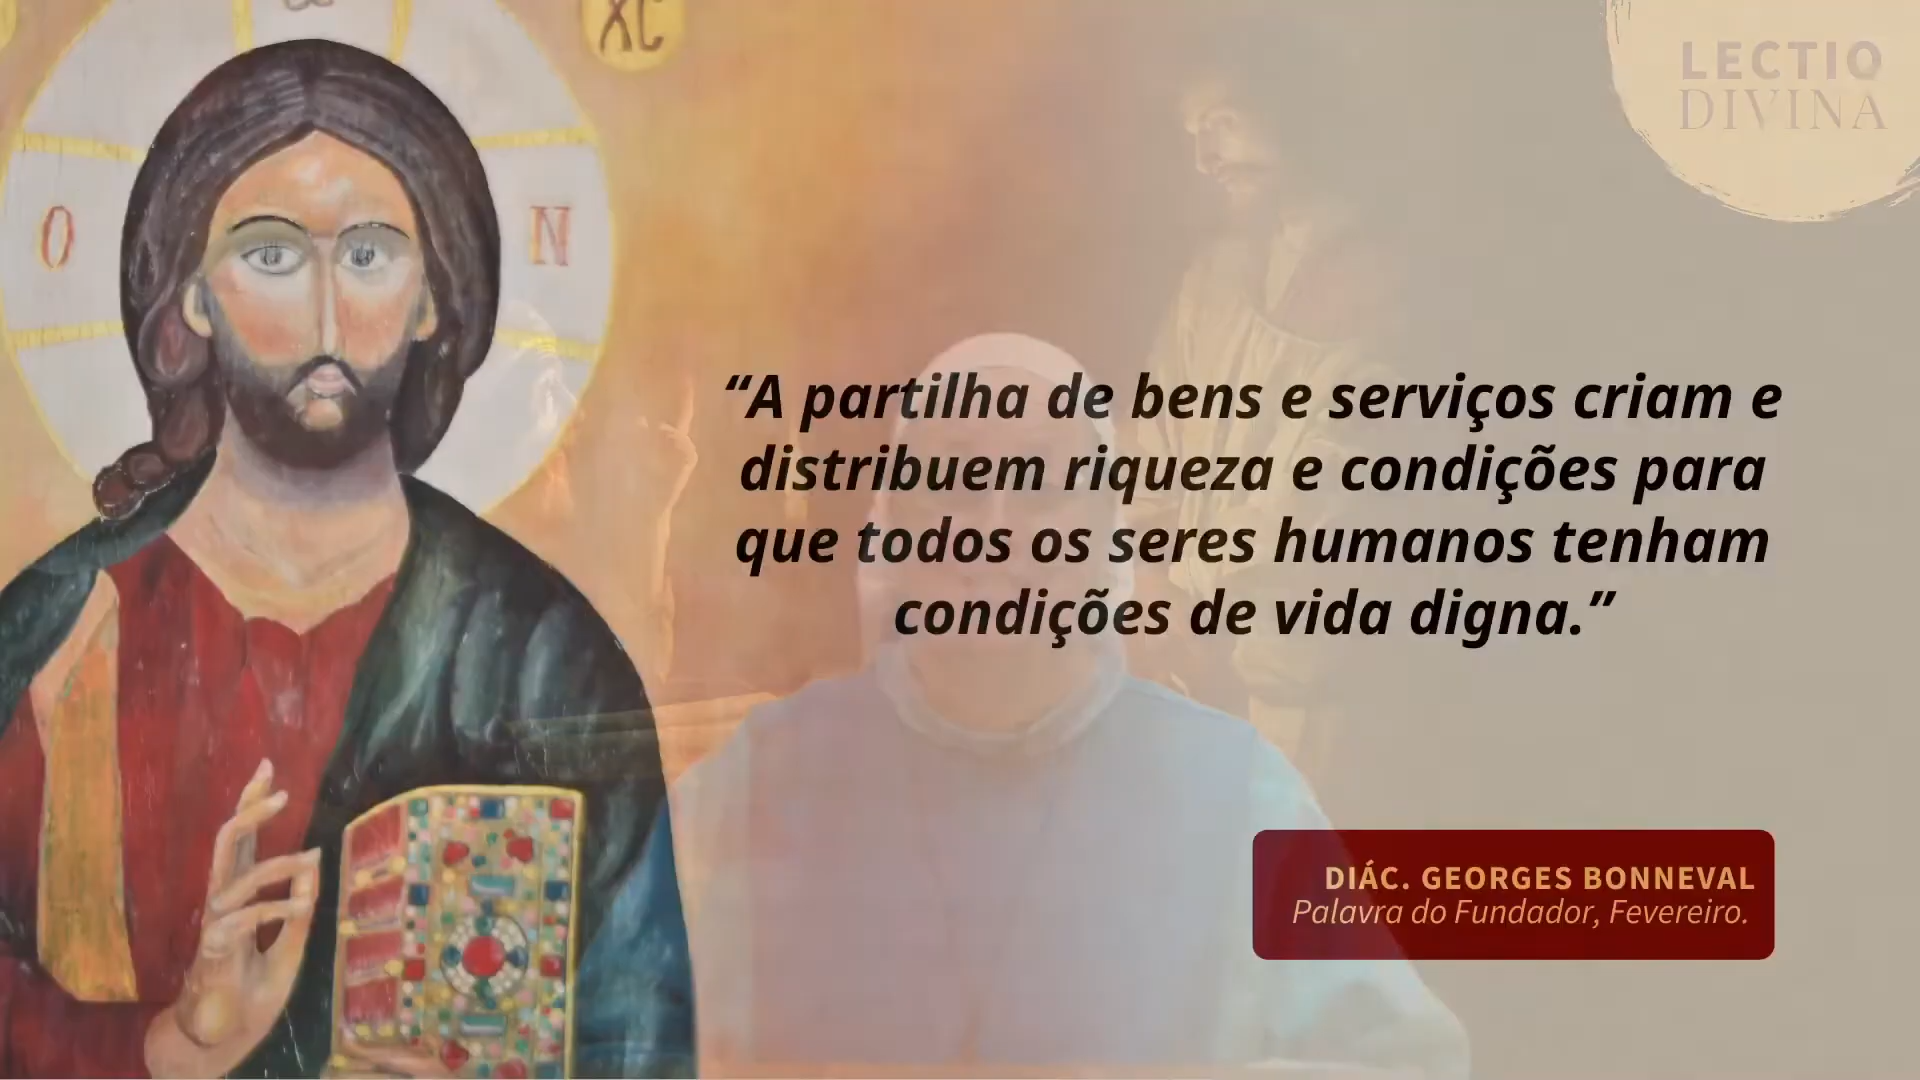 XC
O
N
LECTIO
DIVINA
“A partilha de bens e serviços criam e
distribuem riqueza e condições para
que todos os seres humanos tenham
condições de vida digna.”
DIÁC. GEORGES BONNEVAL
Palavra do Fundador, Fevereiro.